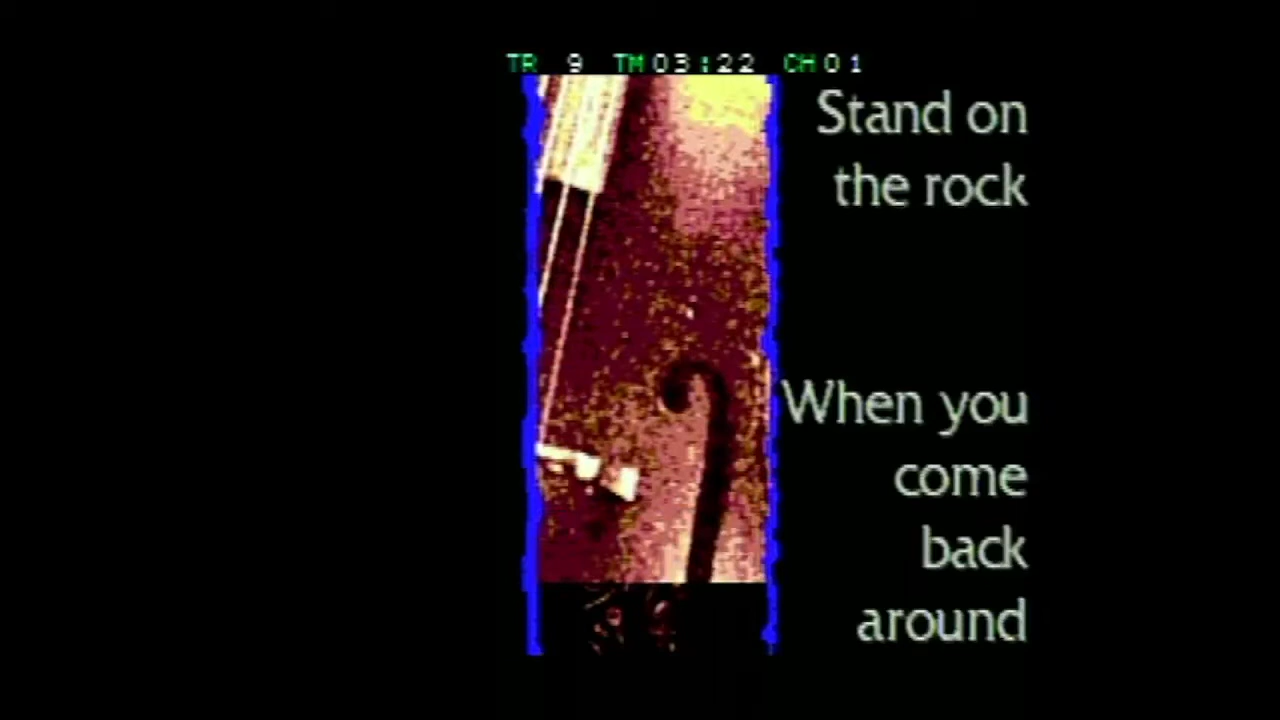 TR 9 TM03:22 CH01
Stand on
the rock
When you
come
back
around